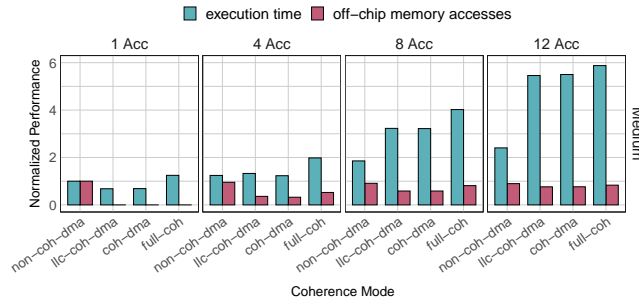 execution time off-chip memory accesses
1 Acc 4 Acc 8 Acc 12 Acc
Normalized Performance
6
4
2
0
Medium
non-coh-dma llc-coh-dma coh-dma full-coh non-coh-dma llc-coh-dma coh-dma full-coh non-coh-dma llc-coh-dma coh-dma full-coh non-coh-dma llc-coh-dma coh-dma full-coh
Coherence Mode